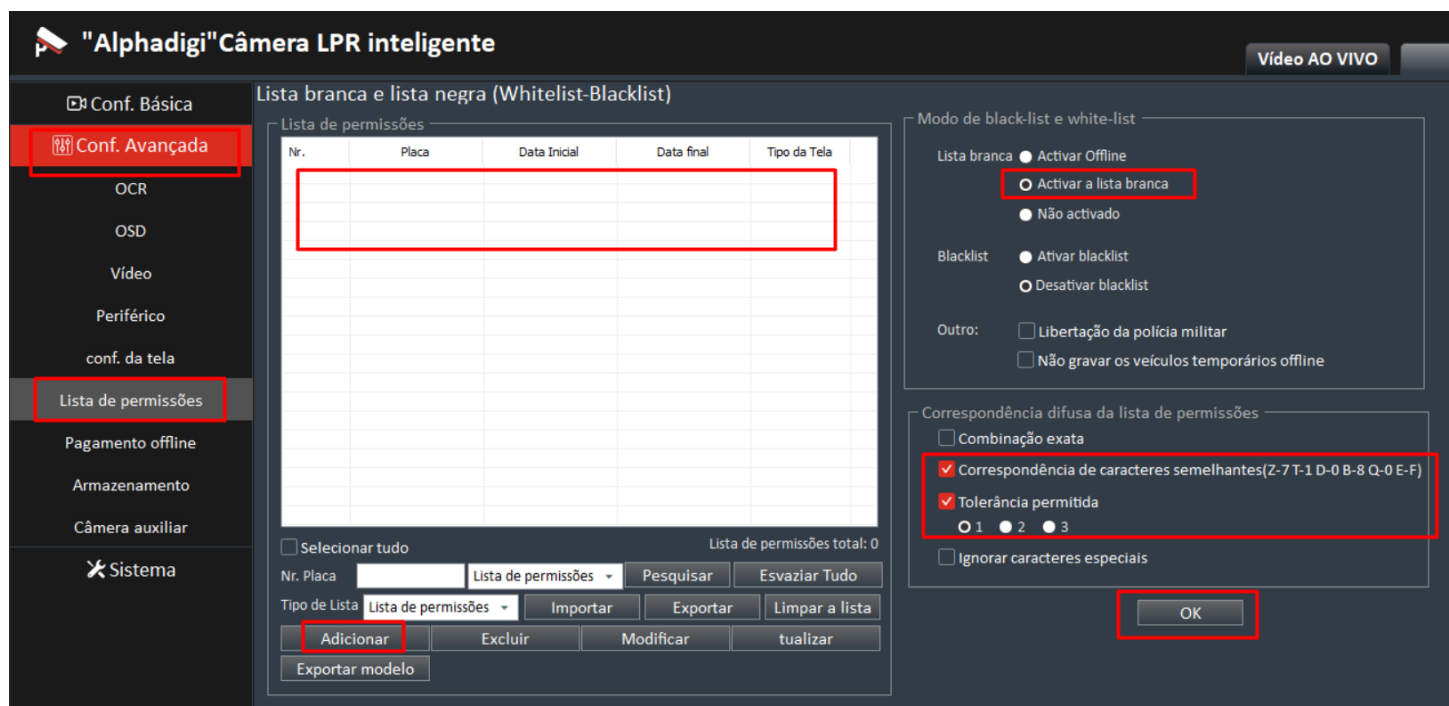 "Alphadigi"Câmera LPR inteligente
Vídeo AO VIVO
Conf. Básica
Conf. Avançada
OCR
OSD
Vídeo
Periférico
conf. da tela
Lista de permissões
Pagamento offline
Armazenamento
Câmera auxiliar
Sistema
Lista branca e lista negra (Whitelist-Blacklist)
Lista de permissões
Nr. Placa Data Inicial Data final Tipo da Tela
Selecionar tudo Lista de permissões total: 0
Nr. Placa Lista de permissões Pesquisar Esvaziar Tudo
Tipo de Lista Lista de permissões Importar Exportar Limpar a lista
Adicionar Excluir Modificar tualizar
Exportar modelo
Modo de black-list e white-list
Lista branca Activar Offline
Activar a lista branca
Não activado
Blacklist Ativar blacklist
Desativar blacklist
Outro: Libertação da polícia militar
Não gravar os veículos temporários offline
Correspondência difusa da lista de permissões
Combinação exata
Correspondência de caracteres semelhantes(Z-7 T-1 D-0 B-8 Q-0 E-F)
Tolerância permitida
1 2 3
Ignorar caracteres especiais
OK